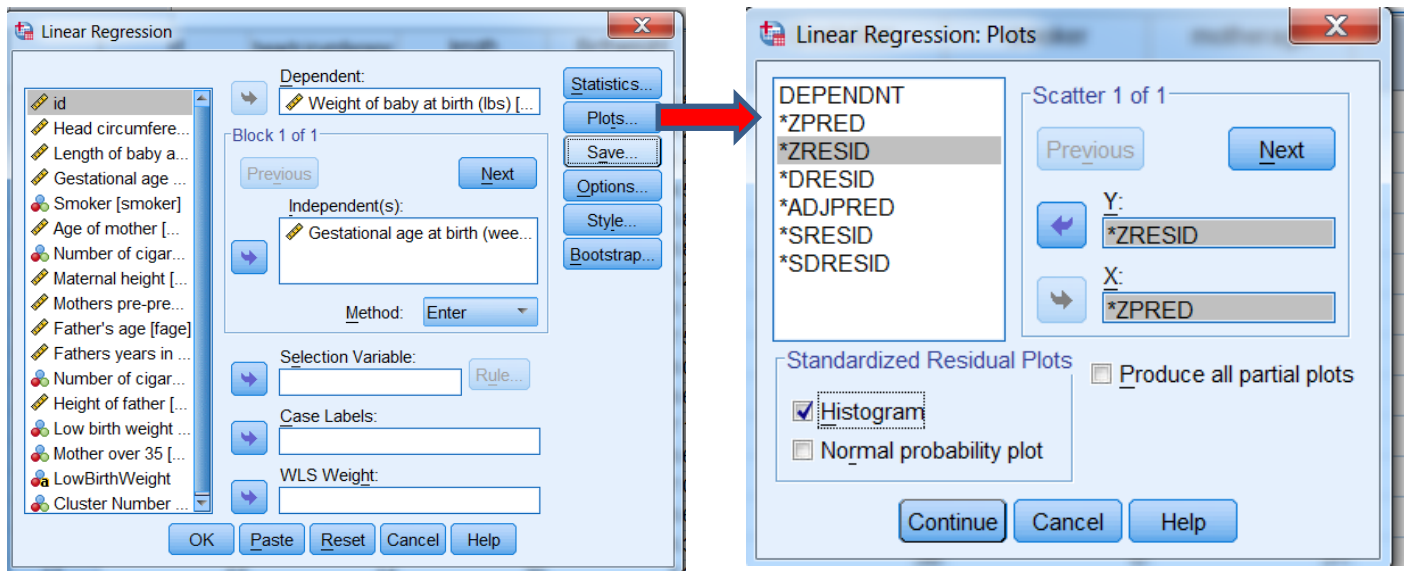 Linear Regression
X
id
Head circumfere...
Length of baby a...
Gestational age ...
Smoker [smoker]
Age of mother [...
Number of cigar...
Maternal height [...
Mothers pre-pre...
Father's age [fage]
Fathers years in ...
Number of cigar...
Height of father [...
Low birth weight ...
Mother over 35 [...
LowBirthWeight
Cluster Number ...
Dependent:
Weight of baby at birth (lbs) [...
Block 1 of 1
Previous
Next
Independent(s):
Gestational age at birth (wee...
Method:
Enter
Selection Variable:
Rule...
Case Labels:
WLS Weight:
Statistics...
Plots...
Save...
Options...
Style...
Bootstrap...
OK
Paste
Reset
Cancel
Help
Linear Regression: Plots
X
DEPENDNT
*ZPRED
*ZRESID
*DRESID
*ADJPRED
*SRESID
*SDRESID
Scatter 1 of 1
Previous
Next
Y:
*ZRESID
X:
*ZPRED
Standardized Residual Plots
Histogram
Normal probability plot
Produce all partial plots
Continue
Cancel
Help